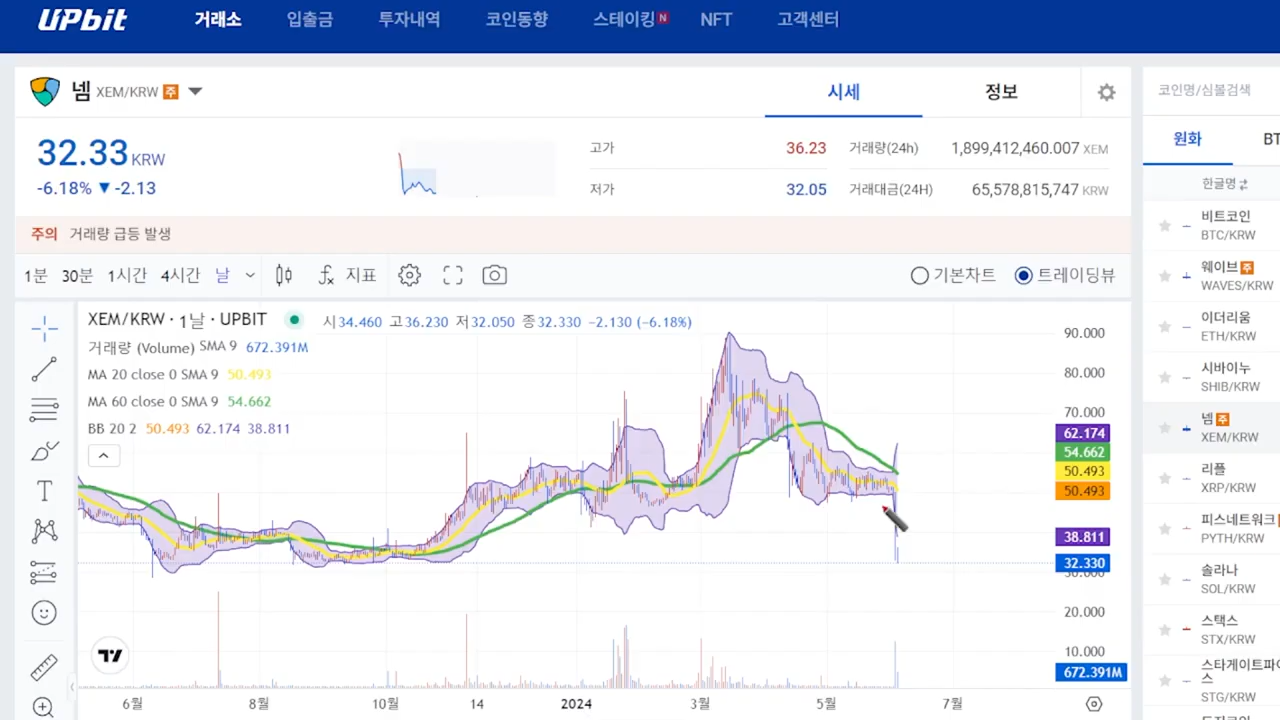 UPbit 거래소 입출금 투자내역 코인동향 스테이킹 N NFT 고객센터
넴 XEM/KRW 주 시세 정보
코인명/심볼검색
32.33 KRW
-6.18% ▼ -2.13
고가 36.23 거래량(24h) 1,899,412,460.007 XEM
저가 32.05 거래대금(24H) 65,578,815,747 KRW
원화
한글명
주의 거래량 급등 발생
1분 30분 1시간 4시간 날 지표 기본차트 트레이딩뷰
XEM/KRW · 1날 · UPBIT 시34.460 고36.230 저32.050 종32.330 -2.130 (-6.18%)
거래량 (Volume) SMA 9 672.391M
MA 20 close 0 SMA 9 50.493
MA 60 close 0 SMA 9 54.662
BB 20 2 50.493 62.174 38.811
90.000
80.000
70.000
62.174
54.662
50.493
50.493
38.811
32.330
20.000
10.000
672.391M
6월 8월 10월 14 2024 3월 5월 7월
비트코인
BTC/KRW
웨이브 주
WAVES/KRW
이더리움
ETH/KRW
시바이누
SHIB/KRW
넴 주
XEM/KRW
리플
XRP/KRW
피스네트워크
PYTH/KRW
솔라나
SOL/KRW
스택스
STX/KRW
STG/KRW